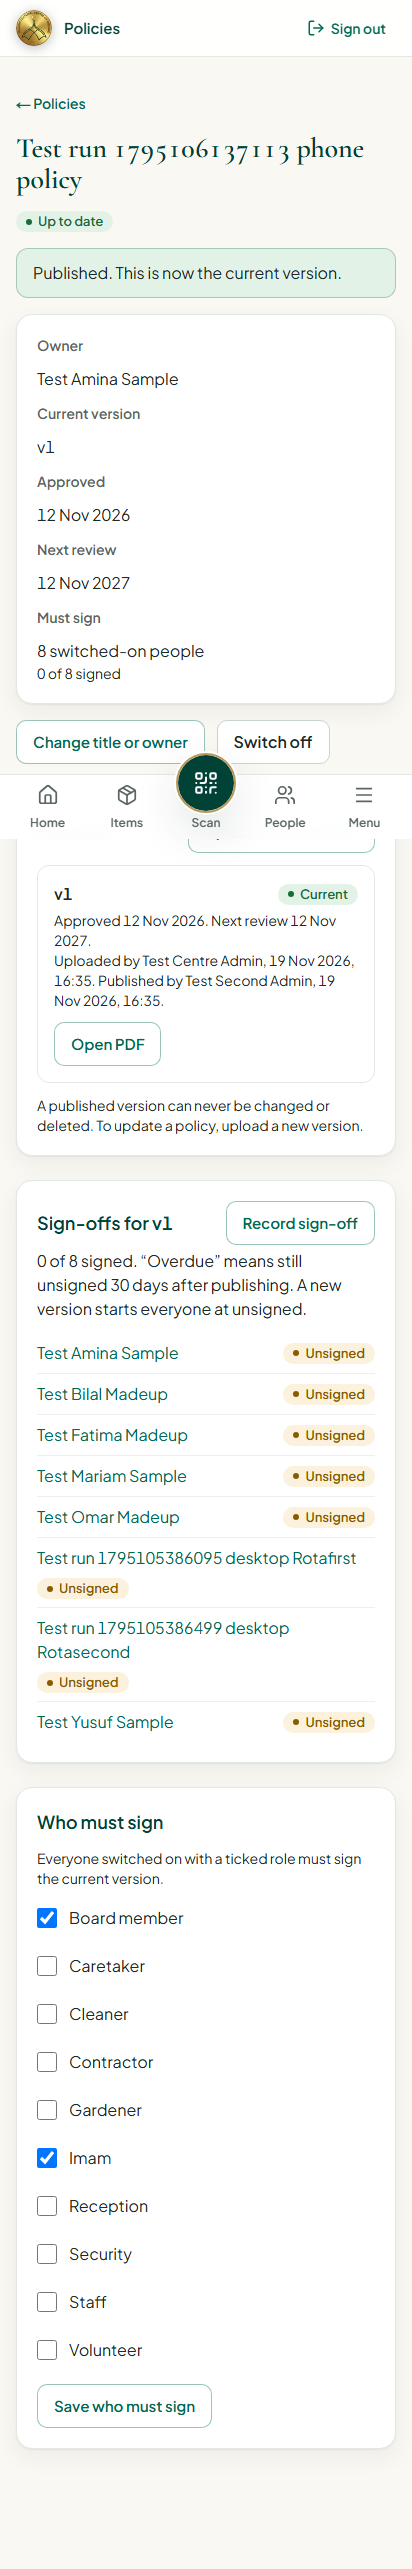 Policies
Sign out
← Policies
Test run 1795106137113 phone
policy
Up to date
Published. This is now the current version.
Owner
Test Amina Sample
Current version
v1
Approved
12 Nov 2026
Next review
12 Nov 2027
Must sign
8 switched-on people
0 of 8 signed
Change title or owner
Switch off
Home
Items
Scan
People
Menu
v1
Current
Approved 12 Nov 2026. Next review 12 Nov
2027.
Uploaded by Test Centre Admin, 19 Nov 2026,
16:35. Published by Test Second Admin, 19
Nov 2026, 16:35.
Open PDF
A published version can never be changed or
deleted. To update a policy, upload a new version.
Sign-offs for v1
Record sign-off
0 of 8 signed. “Overdue” means still
unsigned 30 days after publishing. A new
version starts everyone at unsigned.
Test Amina Sample
Unsigned
Test Bilal Madeup
Unsigned
Test Fatima Madeup
Unsigned
Test Mariam Sample
Unsigned
Test Omar Madeup
Unsigned
Test run 1795105386095 desktop Rotafirst
Unsigned
Test run 1795105386499 desktop
Rotasecond
Unsigned
Test Yusuf Sample
Unsigned
Who must sign
Everyone switched on with a ticked role must sign
the current version.
Board member
Caretaker
Cleaner
Contractor
Gardener
Imam
Reception
Security
Staff
Volunteer
Save who must sign